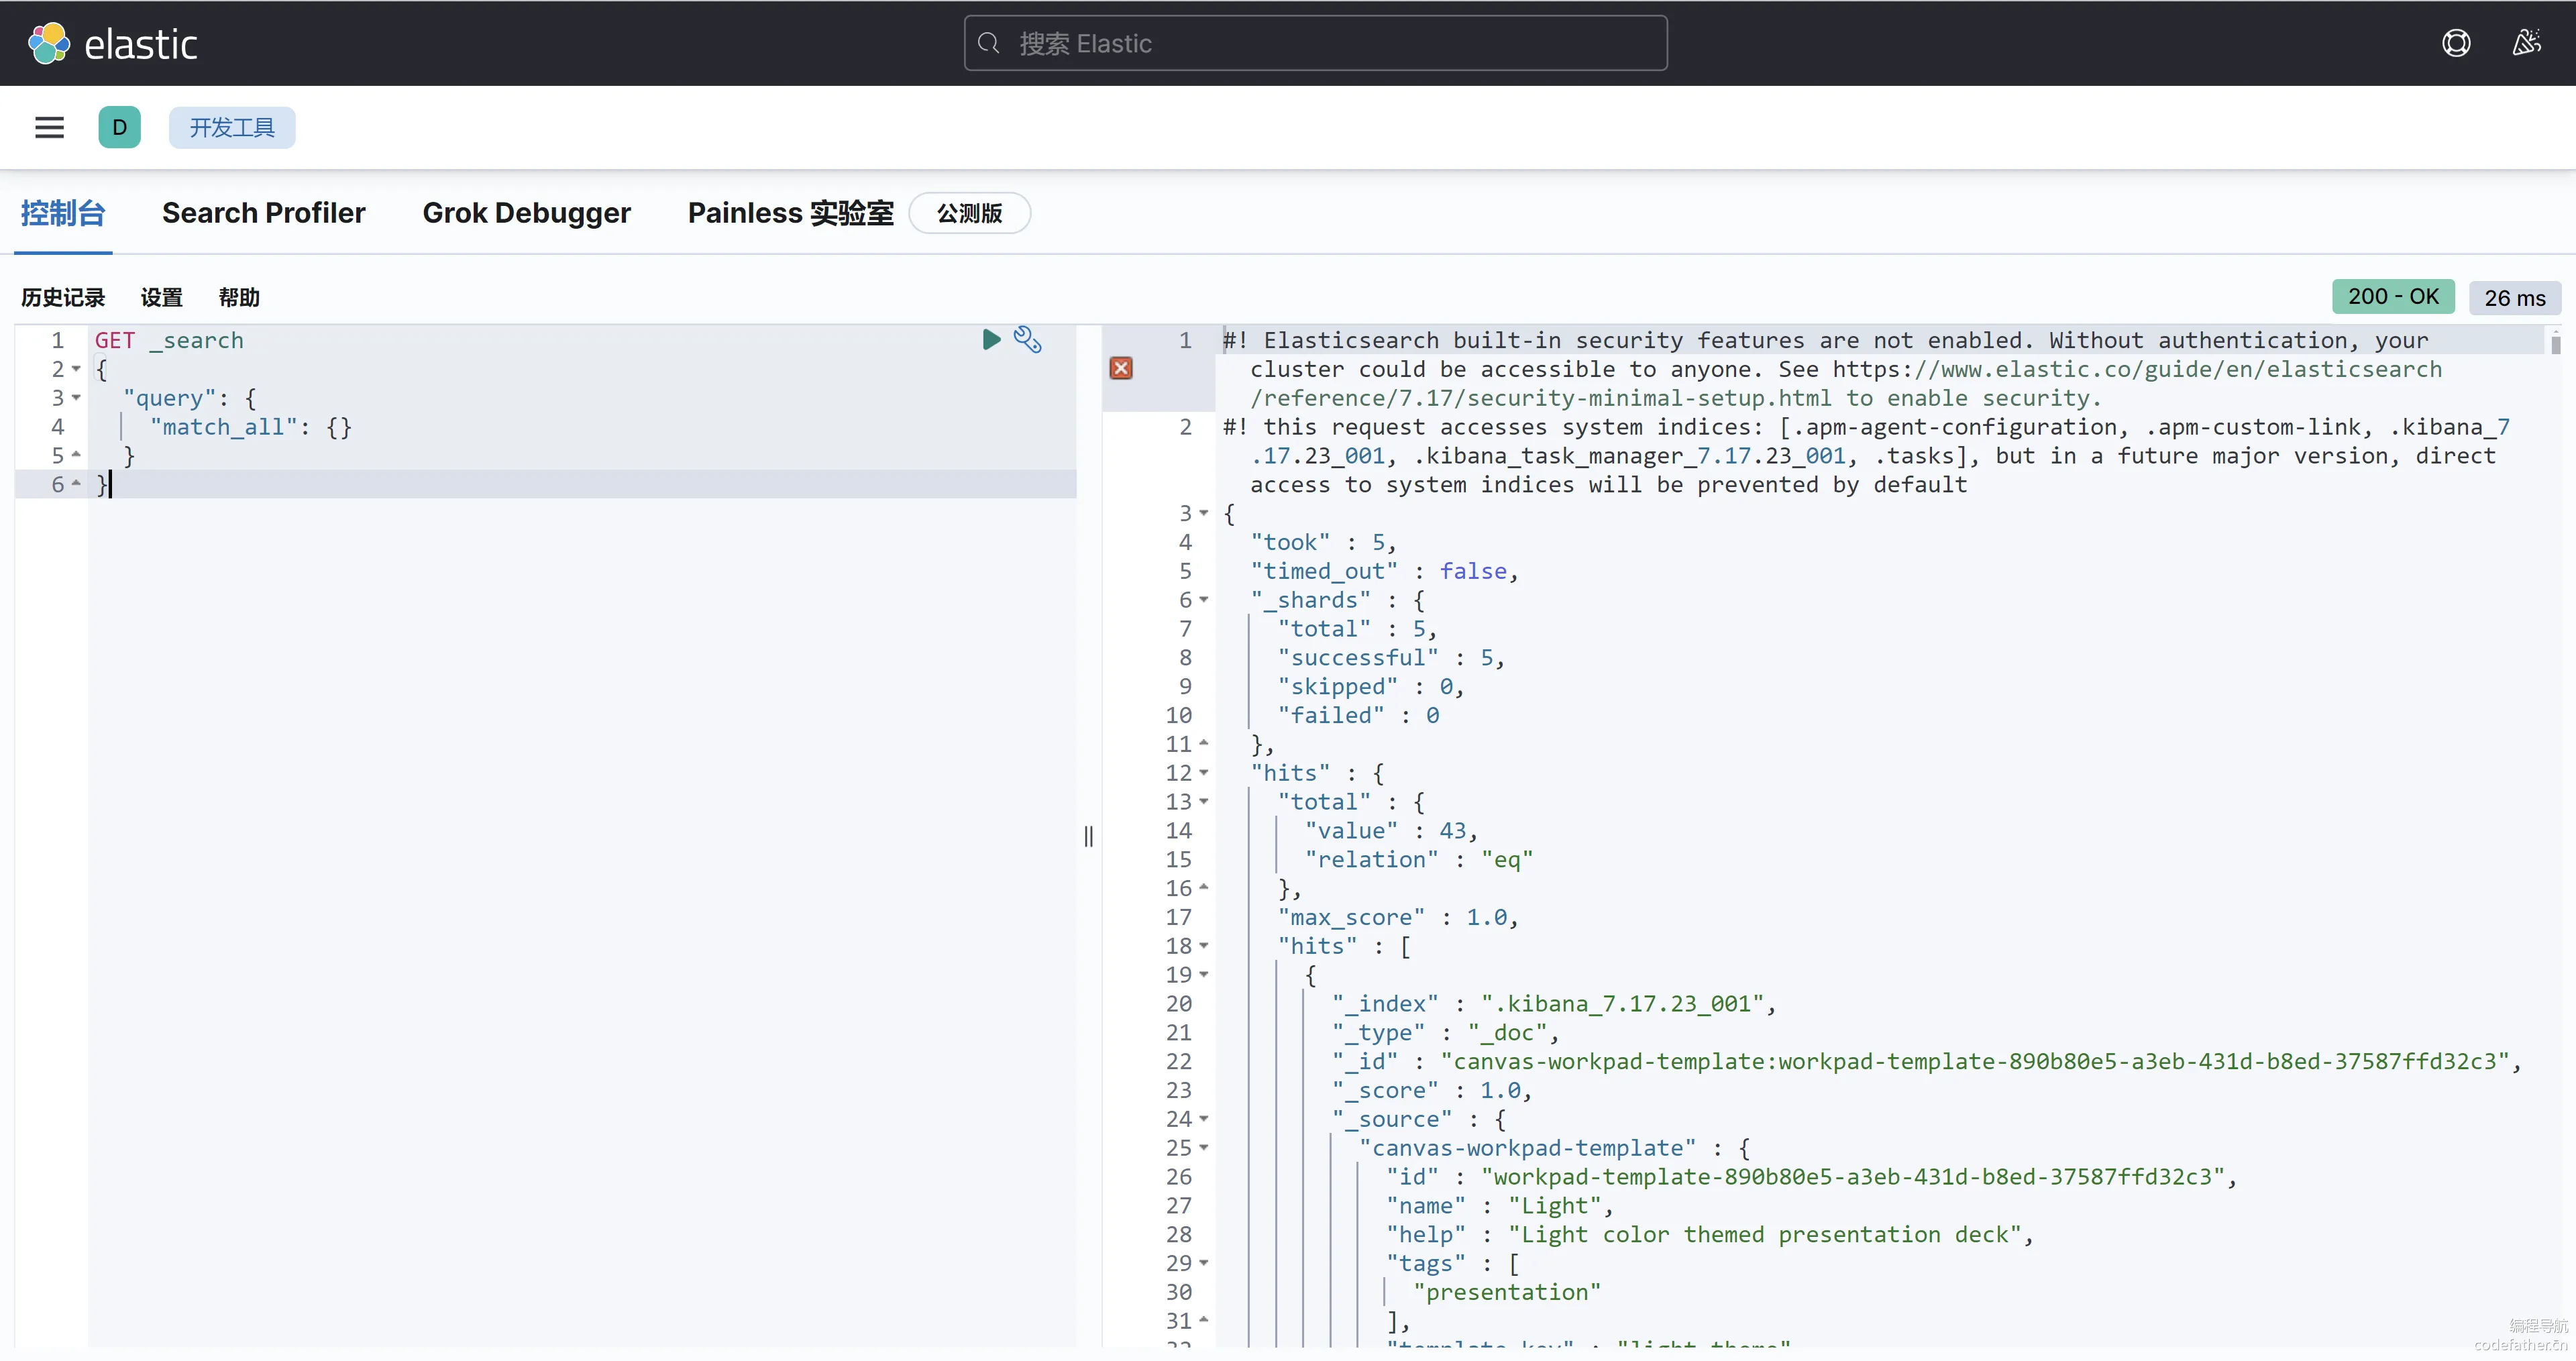 elastic
搜索 Elastic
D
开发工具
控制台
Search Profiler
Grok Debugger
Painless 实验室
公测版
历史记录
设置
帮助
200 - OK
26 ms
1 GET _search
2 {
3   "query": {
4     "match_all": {}
5   }
6 }
1 #! Elasticsearch built-in security features are not enabled. Without authentication, your
cluster could be accessible to anyone. See https://www.elastic.co/guide/en/elasticsearch
/reference/7.17/security-minimal-setup.html to enable security.
2 #! this request accesses system indices: [.apm-agent-configuration, .apm-custom-link, .kibana_7
.17.23_001, .kibana_task_manager_7.17.23_001, .tasks], but in a future major version, direct
access to system indices will be prevented by default
3 {
4   "took" : 5,
5   "timed_out" : false,
6   "_shards" : {
7     "total" : 5,
8     "successful" : 5,
9     "skipped" : 0,
10     "failed" : 0
11   },
12   "hits" : {
13     "total" : {
14       "value" : 43,
15       "relation" : "eq"
16     },
17     "max_score" : 1.0,
18     "hits" : [
19       {
20         "_index" : ".kibana_7.17.23_001",
21         "_type" : "_doc",
22         "_id" : "canvas-workpad-template:workpad-template-890b80e5-a3eb-431d-b8ed-37587ffd32c3",
23         "_score" : 1.0,
24         "_source" : {
25           "canvas-workpad-template" : {
26             "id" : "workpad-template-890b80e5-a3eb-431d-b8ed-37587ffd32c3",
27             "name" : "Light",
28             "help" : "Light color themed presentation deck",
29             "tags" : [
30               "presentation"
31             ],
编程导航
codefather.cn